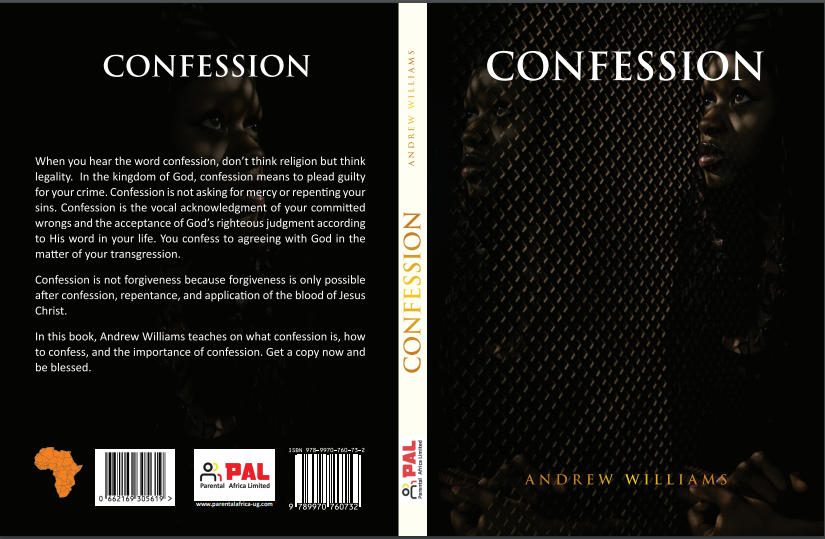 CONFESSION
When you hear the word confession, don't think religion but think
legality. In the kingdom of God, confession means to plead guilty
for your crime. Confession is not asking for mercy or repenting your
sins. Confession is the vocal acknowledgment of your committed
wrongs and the acceptance of God's righteous judgment according
to His word in your life. You confess to agreeing with God in the
matter of your transgression.
Confession is not forgiveness because forgiveness is only possible
after confession, repentance, and application of the blood of Jesus
Christ.
In this book, Andrew Williams teaches on what confession is, how
to confess, and the importance of confession. Get a copy now and
be blessed.
0 662169 305619 >
PAL
Parental Africa Limited
www.parentalafrica-ug.com
ISBN 978-9970-760-73-2
9 789970 760732
ANDREW WILLIAMS
CONFESSION
PAL
Parental Africa Limited
CONFESSION
ANDREW WILLIAMS